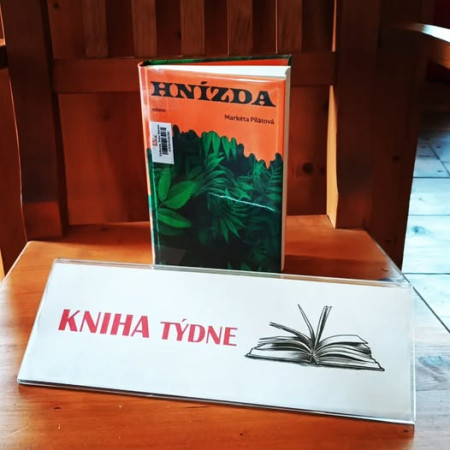 HNÍZDA
Markéta Pilátová
KNIHA TÝDNE